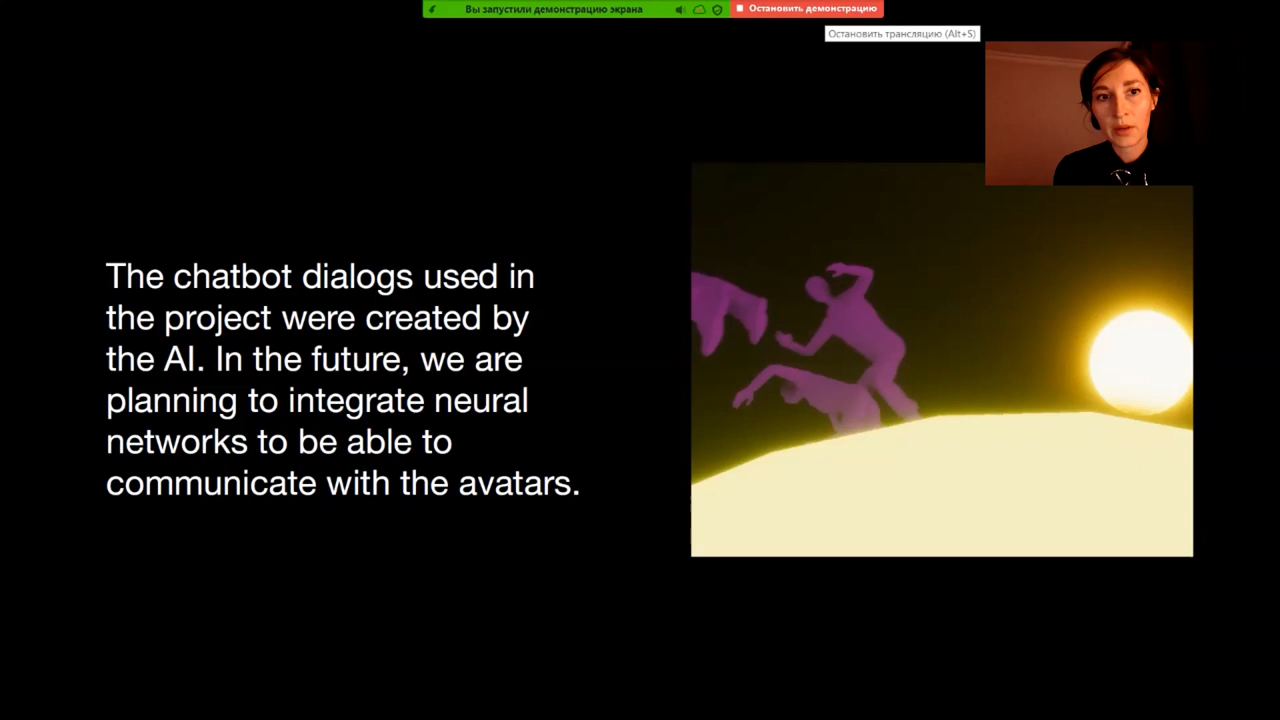 Вы запустили демонстрацию экрана
Остановить демонстрацию
Остановить трансляцию (Alt+S)
The chatbot dialogs used in
the project were created by
the AI. In the future, we are
planning to integrate neural
networks to be able to
communicate with the avatars.